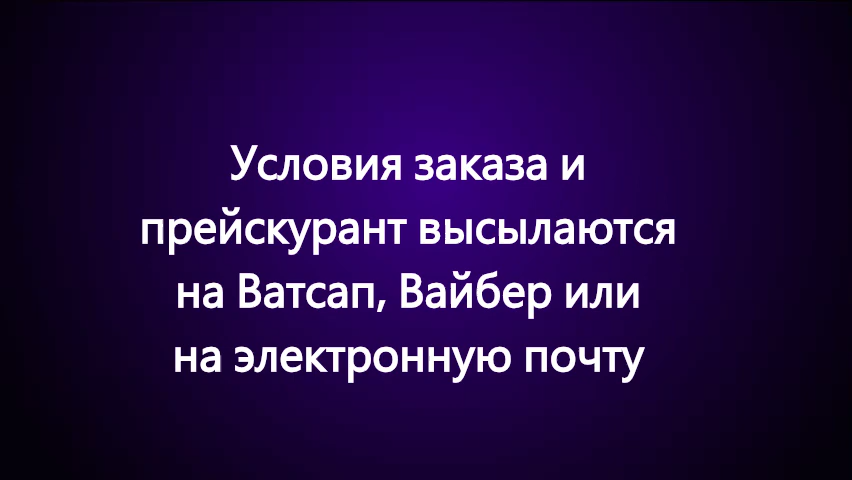 Условия заказа и
прейскурант высылаются
на Ватсап, Вайбер или
на электронную почту